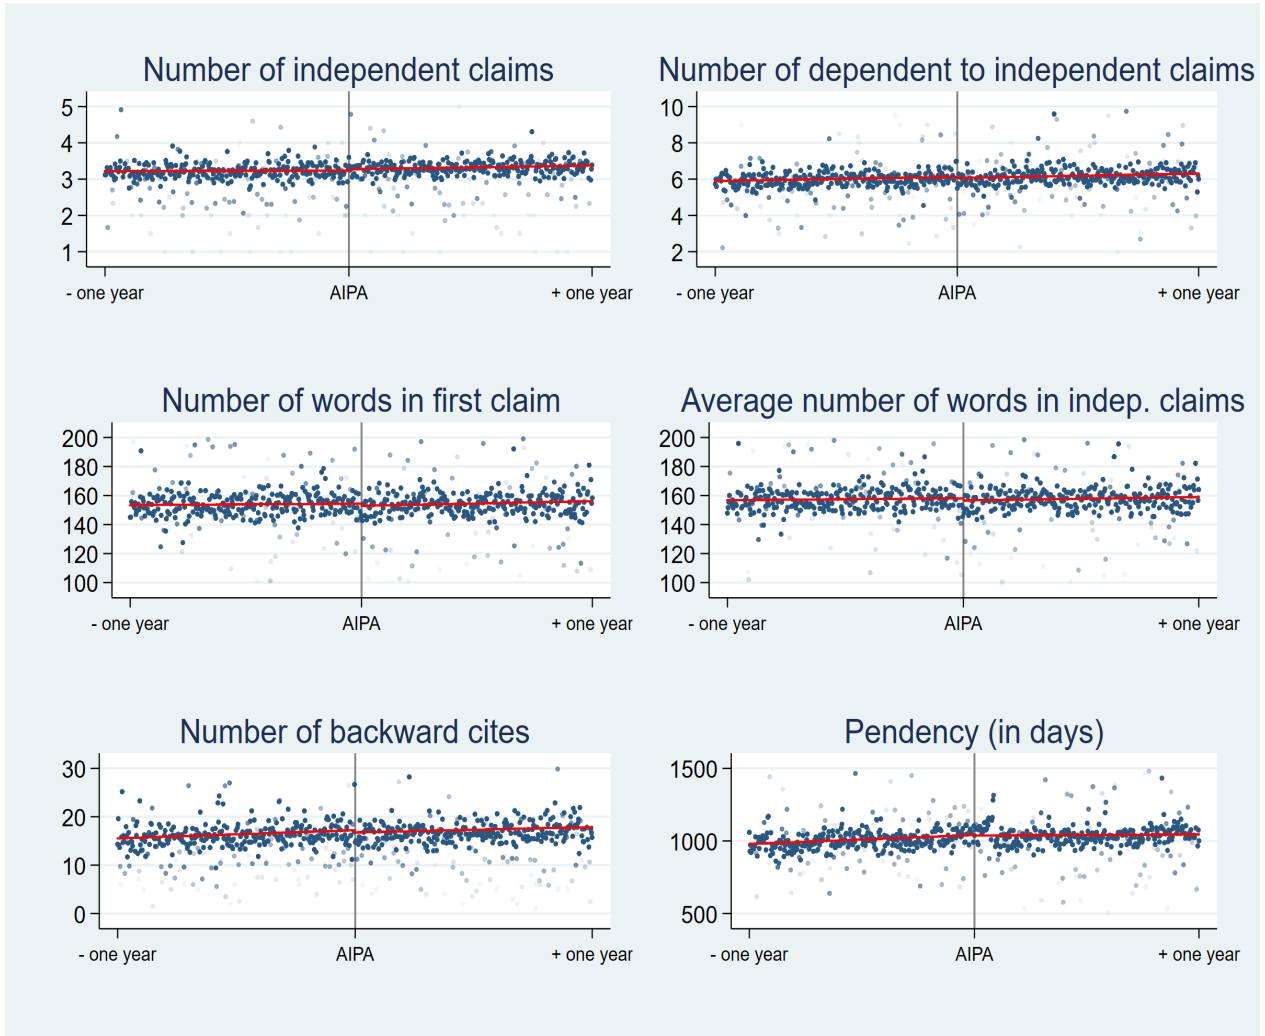 Number of independent claims
5
4
3
2
1
- one year AIPA + one year
Number of dependent to independent claims
10
8
6
4
2
- one year AIPA + one year
Number of words in first claim
200
180
160
140
120
100
- one year AIPA + one year
Average number of words in indep. claims
200
180
160
140
120
100
- one year AIPA + one year
Number of backward cites
30
20
10
0
- one year AIPA + one year
Pendency (in days)
1500
1000
500
- one year AIPA + one year